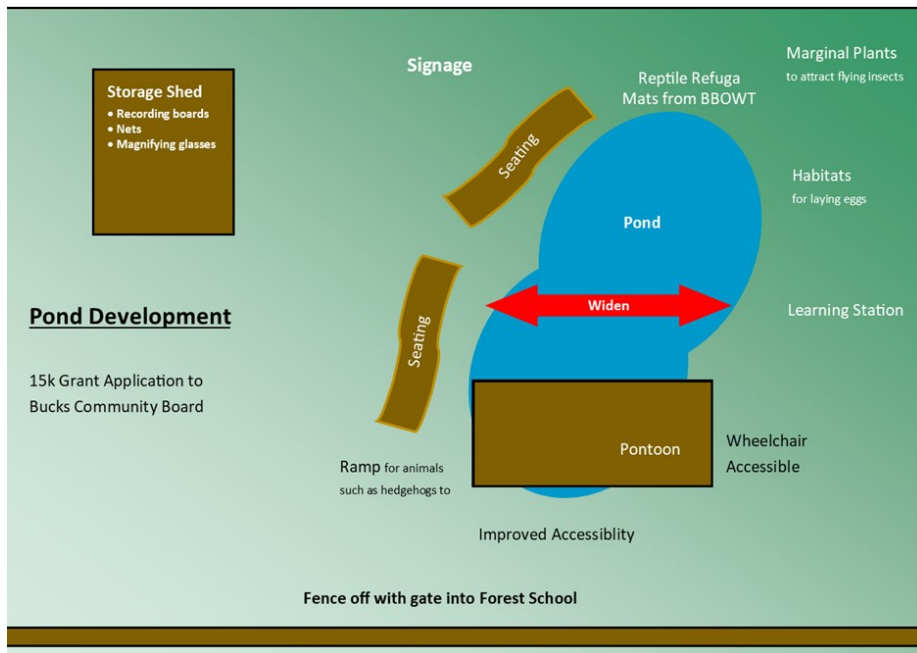 Signage
Marginal Plants
to attract flying insects
Reptile Refuga
Mats from BBOWT
Storage Shed
• Recording boards
• Nets
• Magnifying glasses
Seating
Habitats
for laying eggs
Pond
Widen
Learning Station
Pond Development
Seating
15k Grant Application to
Bucks Community Board
Pontoon
Wheelchair
Accessible
Ramp for animals
such as hedgehogs to
Improved Accessiblity
Fence off with gate into Forest School